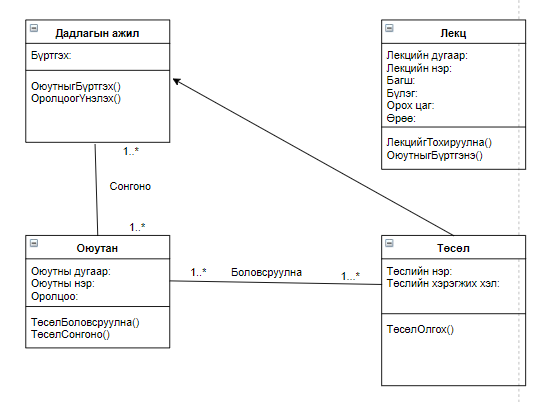 Дадлагын ажил
Бүртгэх:
ОюутныгБүртгэх()
ОролцоогҮнэлэх()
Лекц
Лекцийн дугаар:
Лекцийн нэр:
Багш:
Бүлэг:
Орох цаг:
Өрөө:
ЛекцийгТохируулна()
ОюутныгБүртгэнэ()
1..*
Сонгоно
1..*
Оюутан
Оюутны дугаар:
Оюутны нэр:
Оролцоо:
ТөсөлБоловсруулна()
ТөсөлСонгоно()
1..*
Боловсруулна
1...*
Төсөл
Төслийн нэр:
Төслийн хэрэгжих хэл:
ТөсөлОлгох()